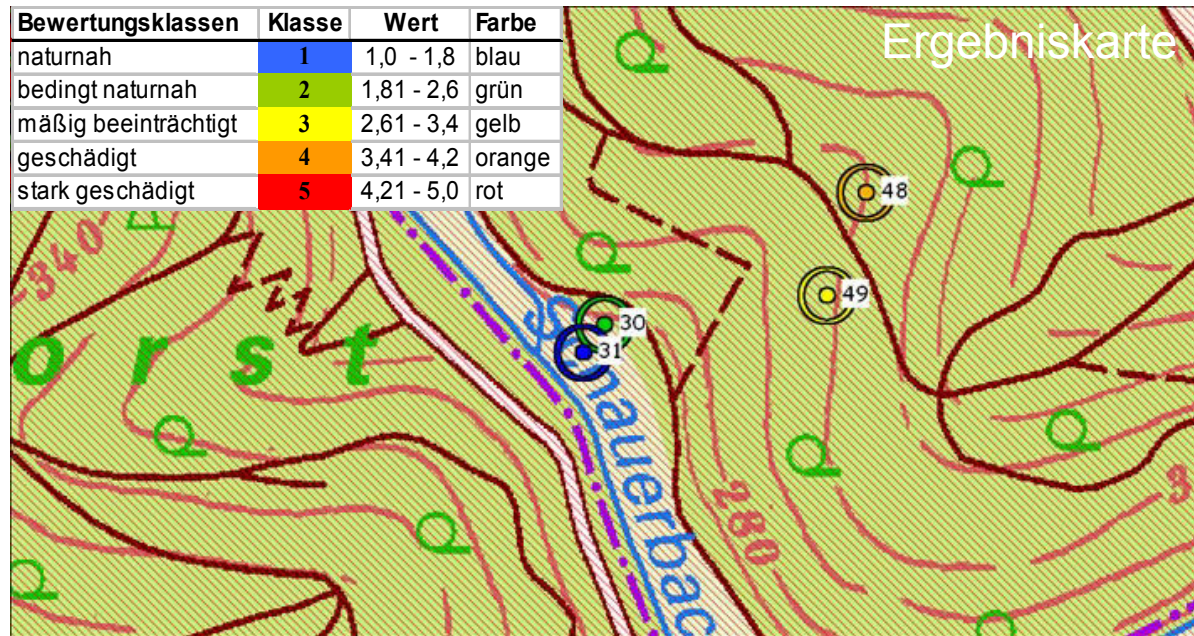 Bewertungsklassen Klasse Wert Farbe
naturnah 1 1,0 - 1,8 blau
bedingt naturnah 2 1,81 - 2,6 grün
mäßig beeinträchtigt 3 2,61 - 3,4 gelb
geschädigt 4 3,41 - 4,2 orange
stark geschädigt 5 4,21 - 5,0 rot
Ergebniskarte
48
340
49
30
31
orst
280
3